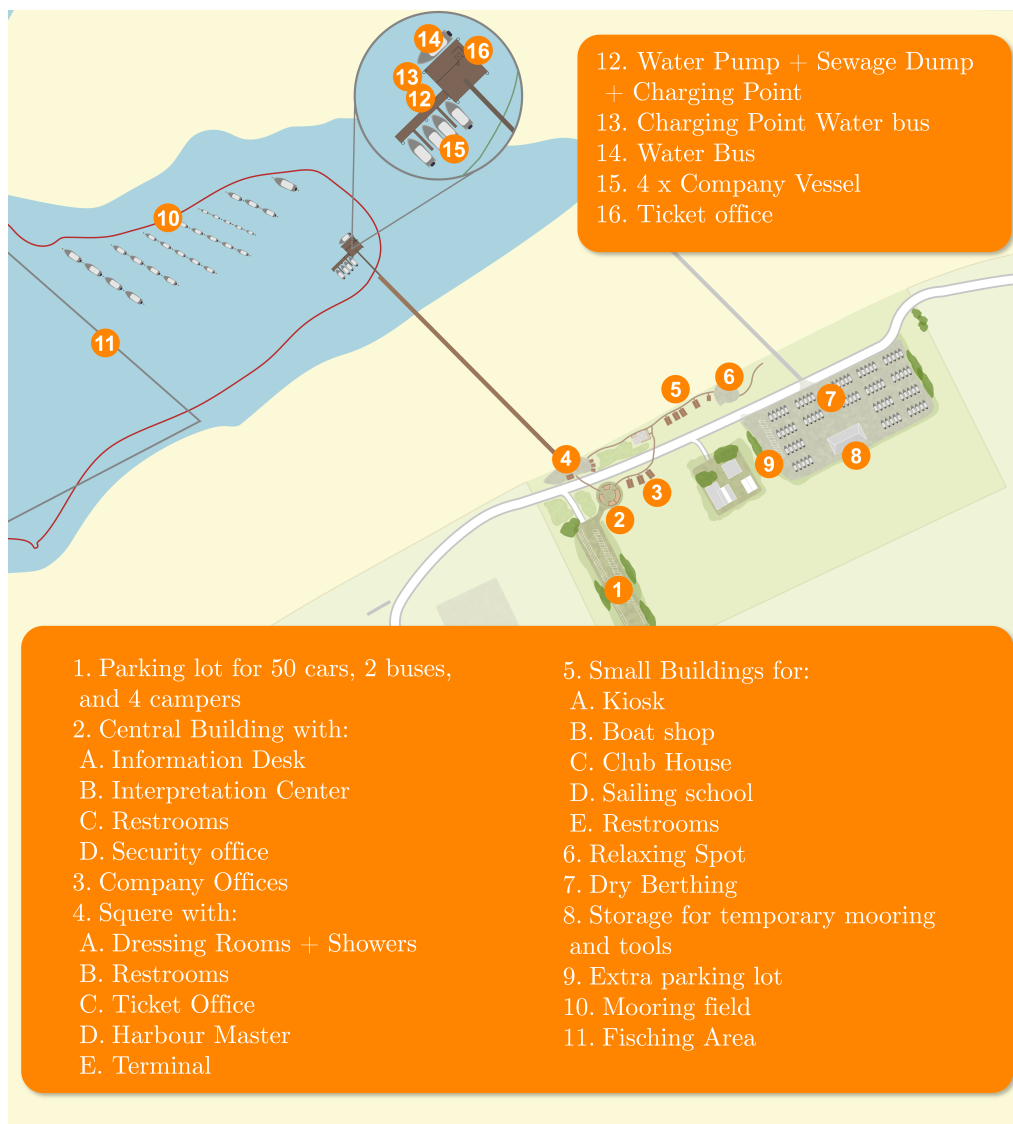 14
16
13
12
15
12. Water Pump + Sewage Dump
+ Charging Point
13. Charging Point Water bus
14. Water Bus
15. 4 x Company Vessel
16. Ticket office
10
11
6
5
7
4
8
9
3
2
1
1. Parking lot for 50 cars, 2 buses,
and 4 campers
2. Central Building with:
A. Information Desk
B. Interpretation Center
C. Restrooms
D. Security office
3. Company Offices
4. Squere with:
A. Dressing Rooms + Showers
B. Restrooms
C. Ticket Office
D. Harbour Master
E. Terminal
5. Small Buildings for:
A. Kiosk
B. Boat shop
C. Club House
D. Sailing school
E. Restrooms
6. Relaxing Spot
7. Dry Berthing
8. Storage for temporary mooring
and tools
9. Extra parking lot
10. Mooring field
11. Fisching Area